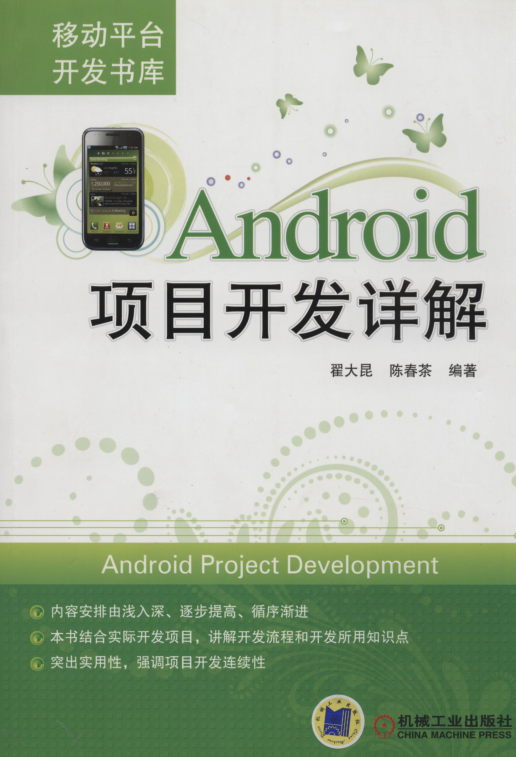 移动平台
开发书库
Android
项目开发详解
翟大昆 陈春茶 编著
Android Project Development
内容安排由浅入深、逐步提高、循序渐进
本书结合实际开发项目，讲解开发流程和开发所用知识点
突出实用性，强调项目开发连续性
机械工业出版社
CHINA MACHINE PRESS